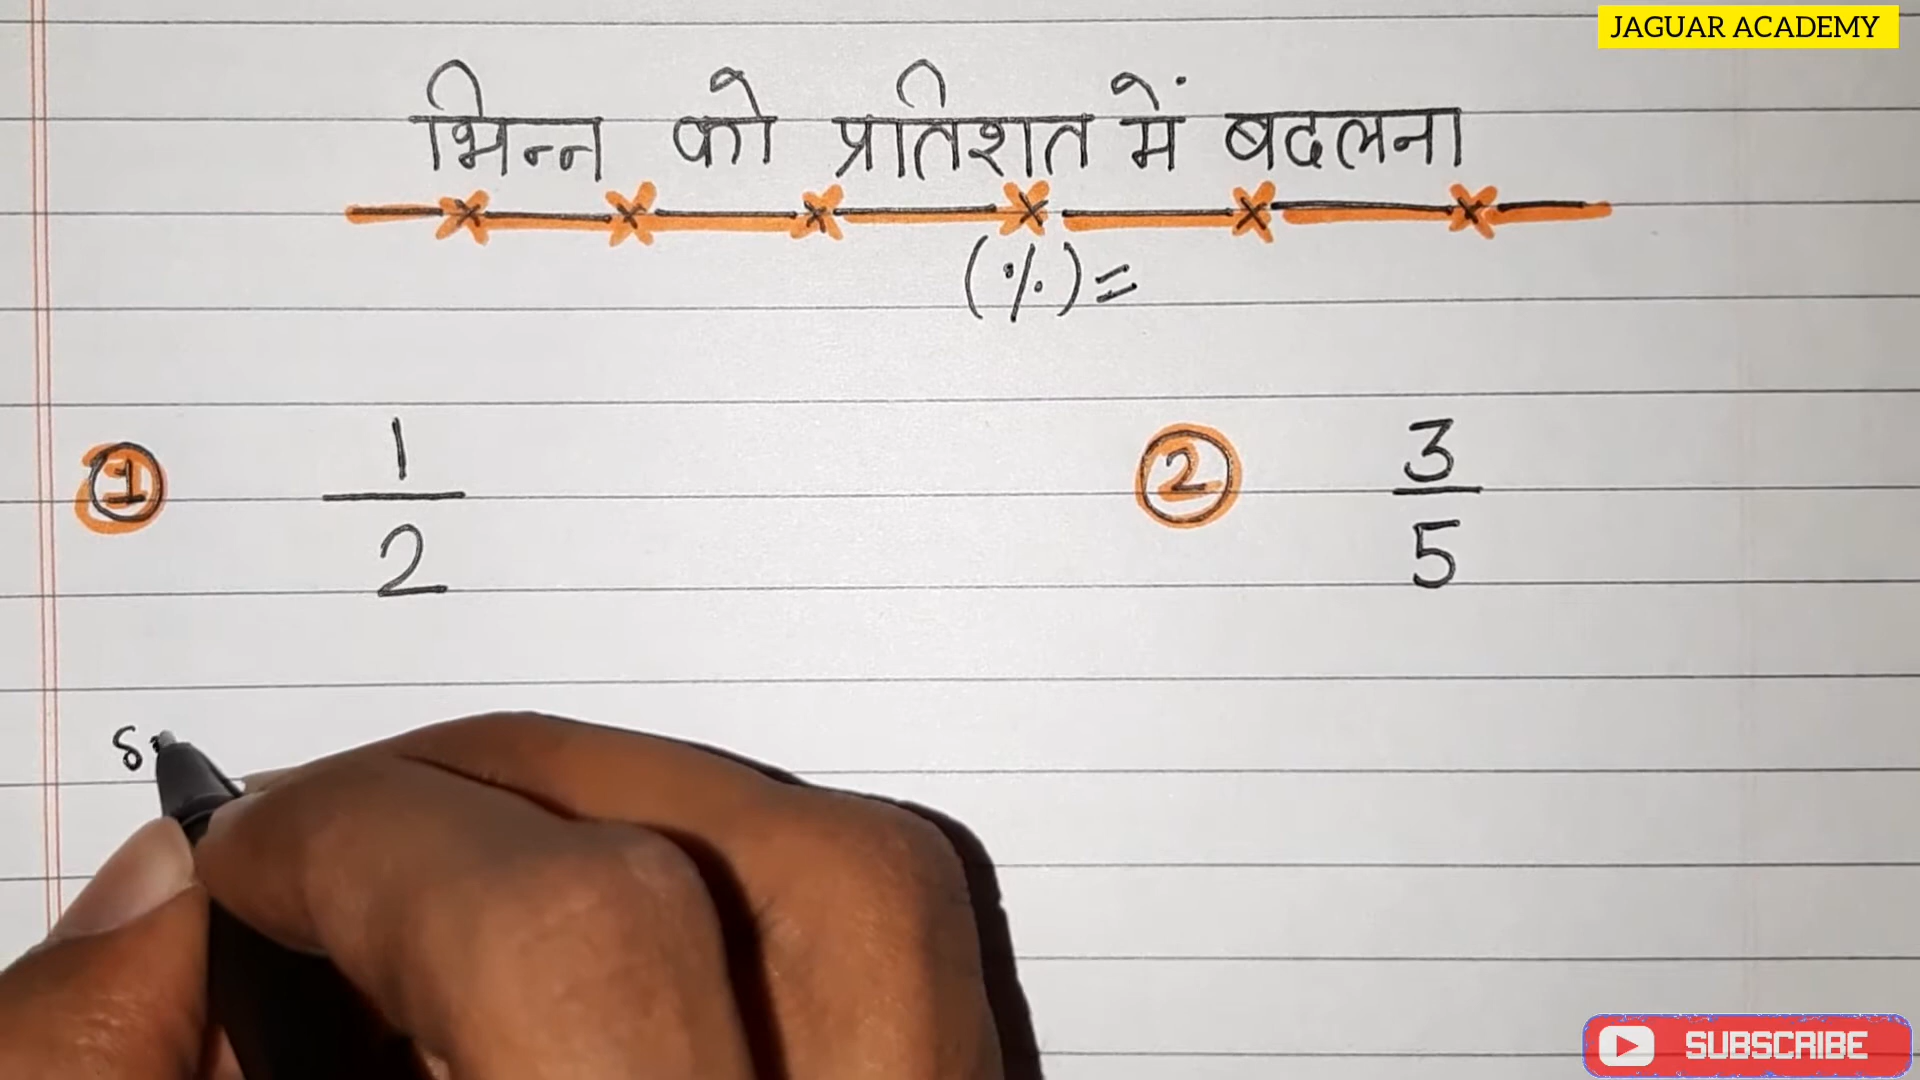 JAGUAR ACADEMY
भिन्न को प्रतिशत में बदलना
(%)=
① 1/2
② 3/5
SUBSCRIBE